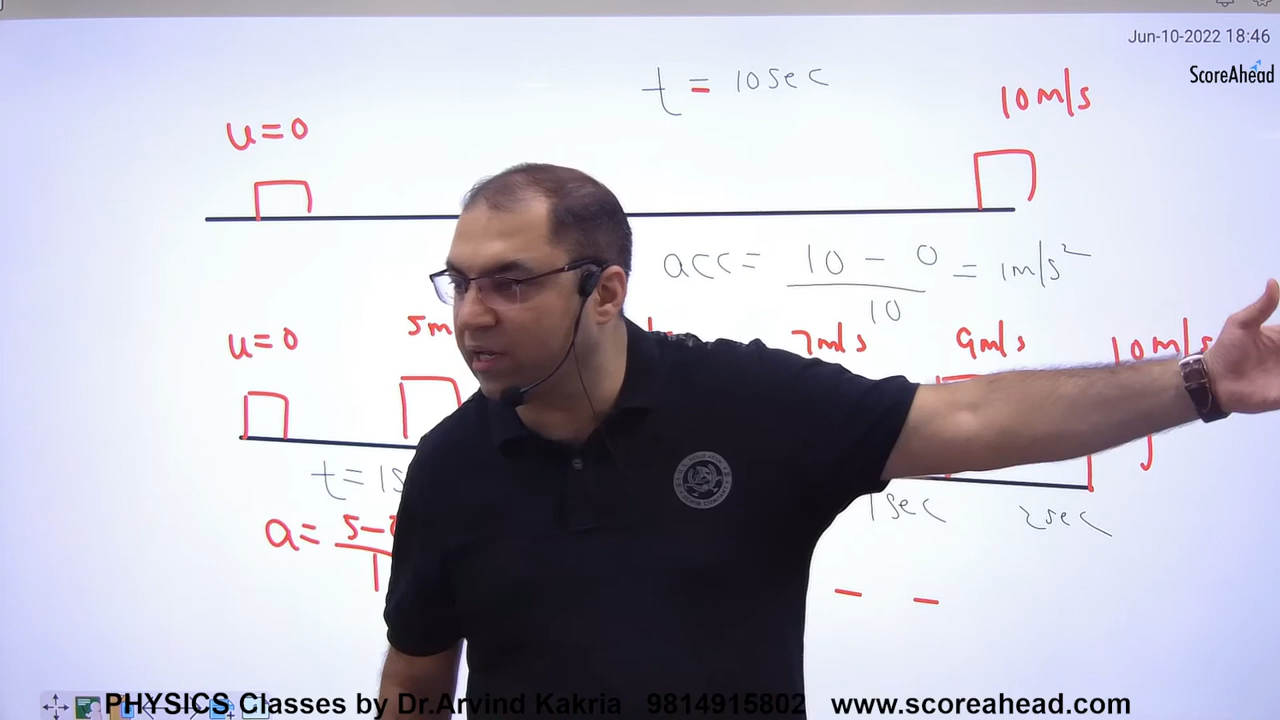 Jun-10-2022 18:46
ScoreAhead
t = 10sec
10m/s
u=0
acc = 10 - 0 / 10 = 1m/s²
u=0
5m
7m/s
9m/s
10m/s
t=1s
1sec
2sec
a= 5- / 1
PHYSICS Classes by Dr.Arvind Kakria 9814915802 www.scoreahead.com